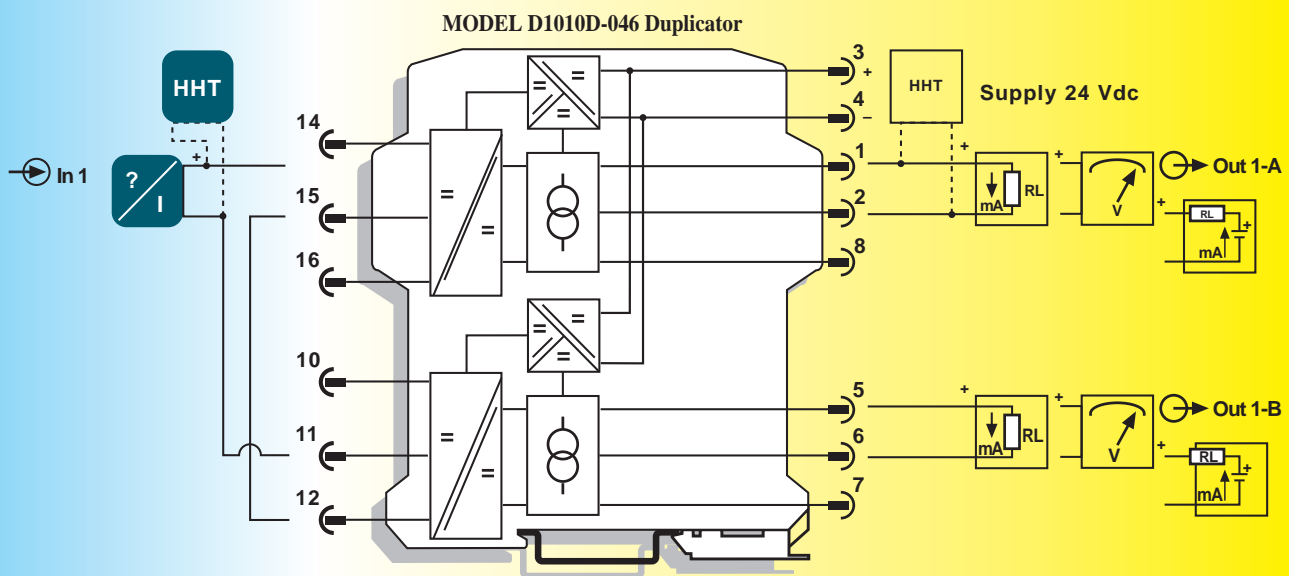 MODEL D1010D-046 Duplicator
HHT
In 1
?
I
+
14
15
16
10
11
12
3
+
4
–
1
2
8
5
6
7
HHT
Supply 24 Vdc
+
mA
RL
+
V
Out 1-A
+
RL
+
mA
+
mA
RL
+
V
Out 1-B
+
RL
+
mA